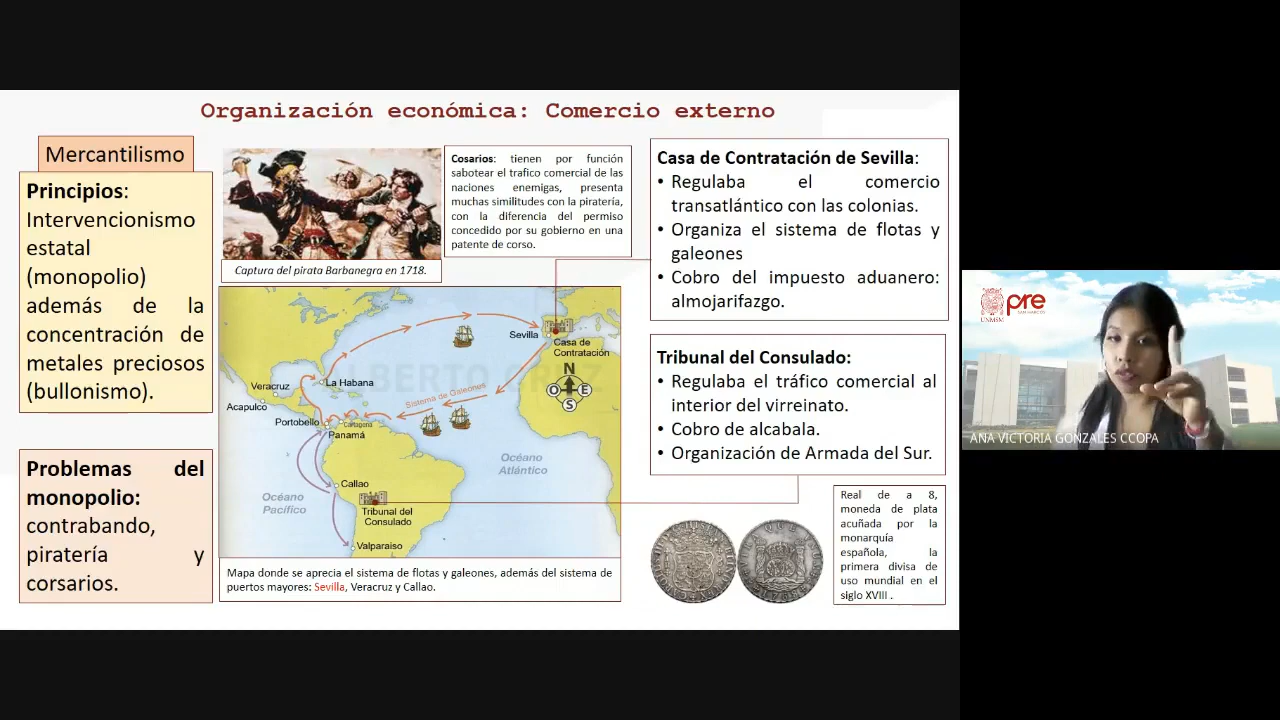 Organización económica: Comercio externo
Mercantilismo
Principios:
Intervencionismo
estatal
(monopolio)
además de la
concentración de
metales preciosos
(bullonismo).
Problemas del
monopolio:
contrabando,
piratería y
corsarios.
Captura del pirata Barbanegra en 1718.
Cosarios: tienen por función
sabotear el trafico comercial de las
naciones enemigas, presenta
muchas similitudes con la piratería,
con la diferencia del permiso
concedido por su gobierno en una
patente de corso.
Sevilla
Casa de
Contratación
N
O E
S
La Habana
Veracruz
Acapulco
Sistema de Galeones
Portobello
Cartagena
Panamá
Océano
Atlántico
Callao
Océano
Pacífico
Tribunal del
Consulado
Valparaiso
ALBERTO CRUZ
Mapa donde se aprecia el sistema de flotas y galeones, además del sistema de
puertos mayores: Sevilla, Veracruz y Callao.
Casa de Contratación de Sevilla:
• Regulaba el comercio
transatlántico con las colonias.
• Organiza el sistema de flotas y
galeones
• Cobro del impuesto aduanero:
almojarifazgo.
Tribunal del Consulado:
• Regulaba el tráfico comercial al
interior del virreinato.
• Cobro de alcabala.
• Organización de Armada del Sur.
Real de a 8,
moneda de plata
acuñada por la
monarquía
española, la
primera divisa de
uso mundial en el
siglo XVIII .
UNMSM
pre
SAN MARCOS
ANA VICTORIA GONZALES CCOPA